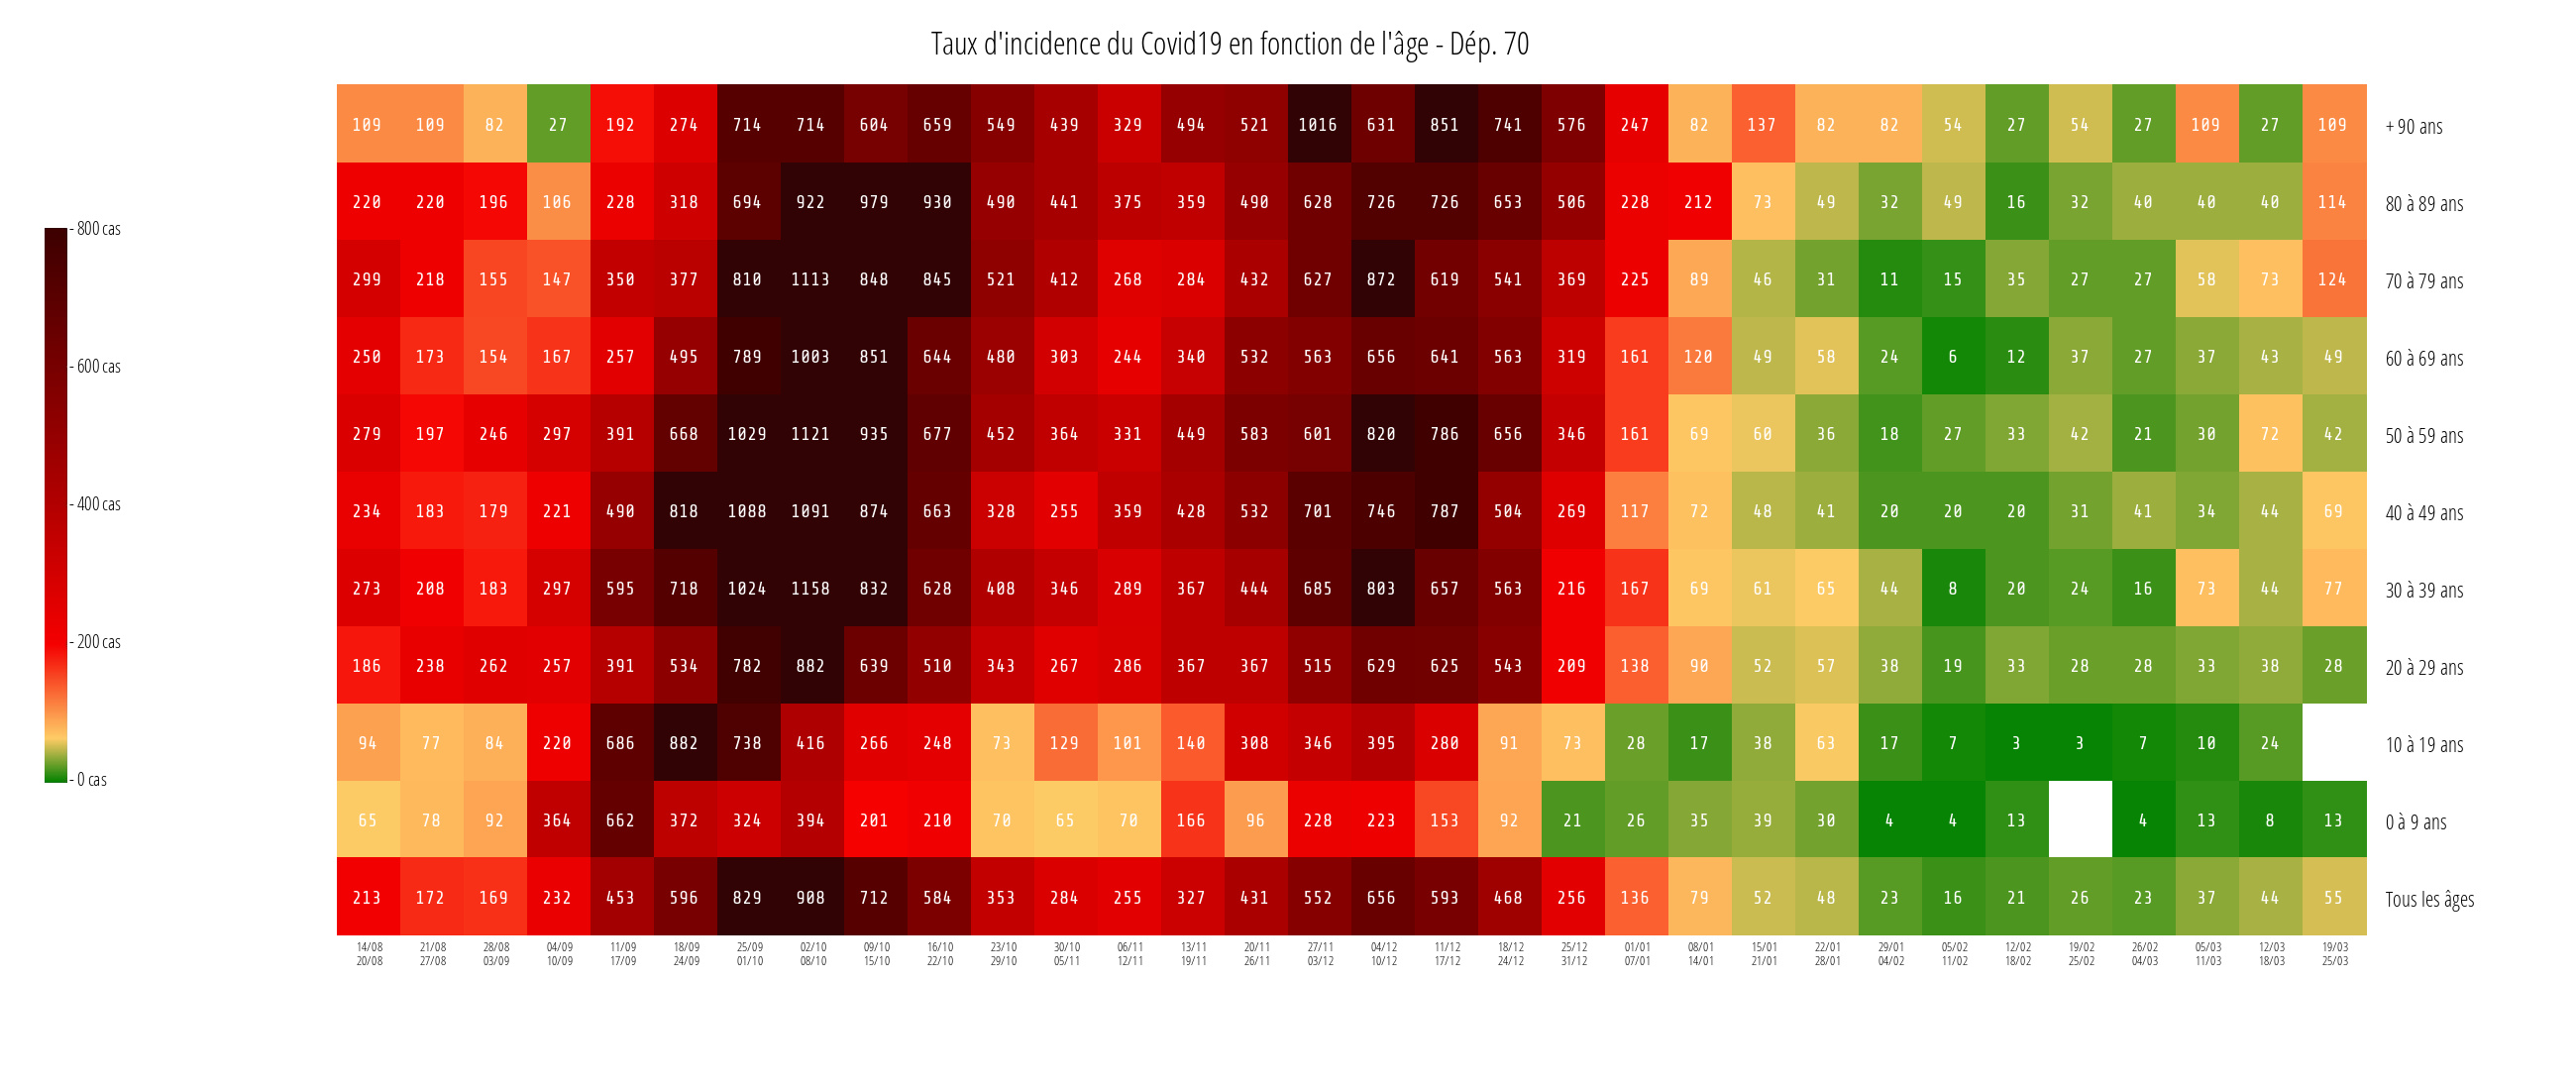 Taux d'incidence du Covid19 en fonction de l'âge - Dép. 70
109 109 82 27 192 274 714 714 604 659 549 439 329 494 521 1016 631 851 741 576 247 82 137 82 82 54 27 54 27 109 27 109 + 90 ans
220 220 196 106 228 318 694 922 979 930 490 441 375 359 490 628 726 726 653 506 228 212 73 49 32 49 16 32 40 40 40 114 80 à 89 ans
- 800 cas
299 218 155 147 350 377 810 1113 848 845 521 412 268 284 432 627 872 619 541 369 225 89 46 31 11 15 35 27 27 58 73 124 70 à 79 ans
250 173 154 167 257 495 789 1003 851 644 480 303 244 340 532 563 656 641 563 319 161 120 49 58 24 6 12 37 27 37 43 49 60 à 69 ans
- 600 cas
279 197 246 297 391 668 1029 1121 935 677 452 364 331 449 583 601 820 786 656 346 161 69 60 36 18 27 33 42 21 30 72 42 50 à 59 ans
- 400 cas
234 183 179 221 490 818 1088 1091 874 663 328 255 359 428 532 701 746 787 504 269 117 72 48 41 20 20 20 31 41 34 44 69 40 à 49 ans
273 208 183 297 595 718 1024 1158 832 628 408 346 289 367 444 685 803 657 563 216 167 69 61 65 44 8 20 24 16 73 44 77 30 à 39 ans
- 200 cas
186 238 262 257 391 534 782 882 639 510 343 267 286 367 367 515 629 625 543 209 138 90 52 57 38 19 33 28 28 33 38 28 20 à 29 ans
94 77 84 220 686 882 738 416 266 248 73 129 101 140 308 346 395 280 91 73 28 17 38 63 17 7 3 3 7 10 24 10 à 19 ans
- 0 cas
65 78 92 364 662 372 324 394 201 210 70 65 70 166 96 228 223 153 92 21 26 35 39 30 4 4 13 4 13 8 13 0 à 9 ans
213 172 169 232 453 596 829 908 712 584 353 284 255 327 431 552 656 593 468 256 136 79 52 48 23 16 21 26 23 37 44 55 Tous les âges
14/08 21/08 28/08 04/09 11/09 18/09 25/09 02/10 09/10 16/10 23/10 30/10 06/11 13/11 20/11 27/11 04/12 11/12 18/12 25/12 01/01 08/01 15/01 22/01 29/01 05/02 12/02 19/02 26/02 05/03 12/03 19/03
20/08 27/08 03/09 10/09 17/09 24/09 01/10 08/10 15/10 22/10 29/10 05/11 12/11 19/11 26/11 03/12 10/12 17/12 24/12 31/12 07/01 14/01 21/01 28/01 04/02 11/02 18/02 25/02 04/03 11/03 18/03 25/03